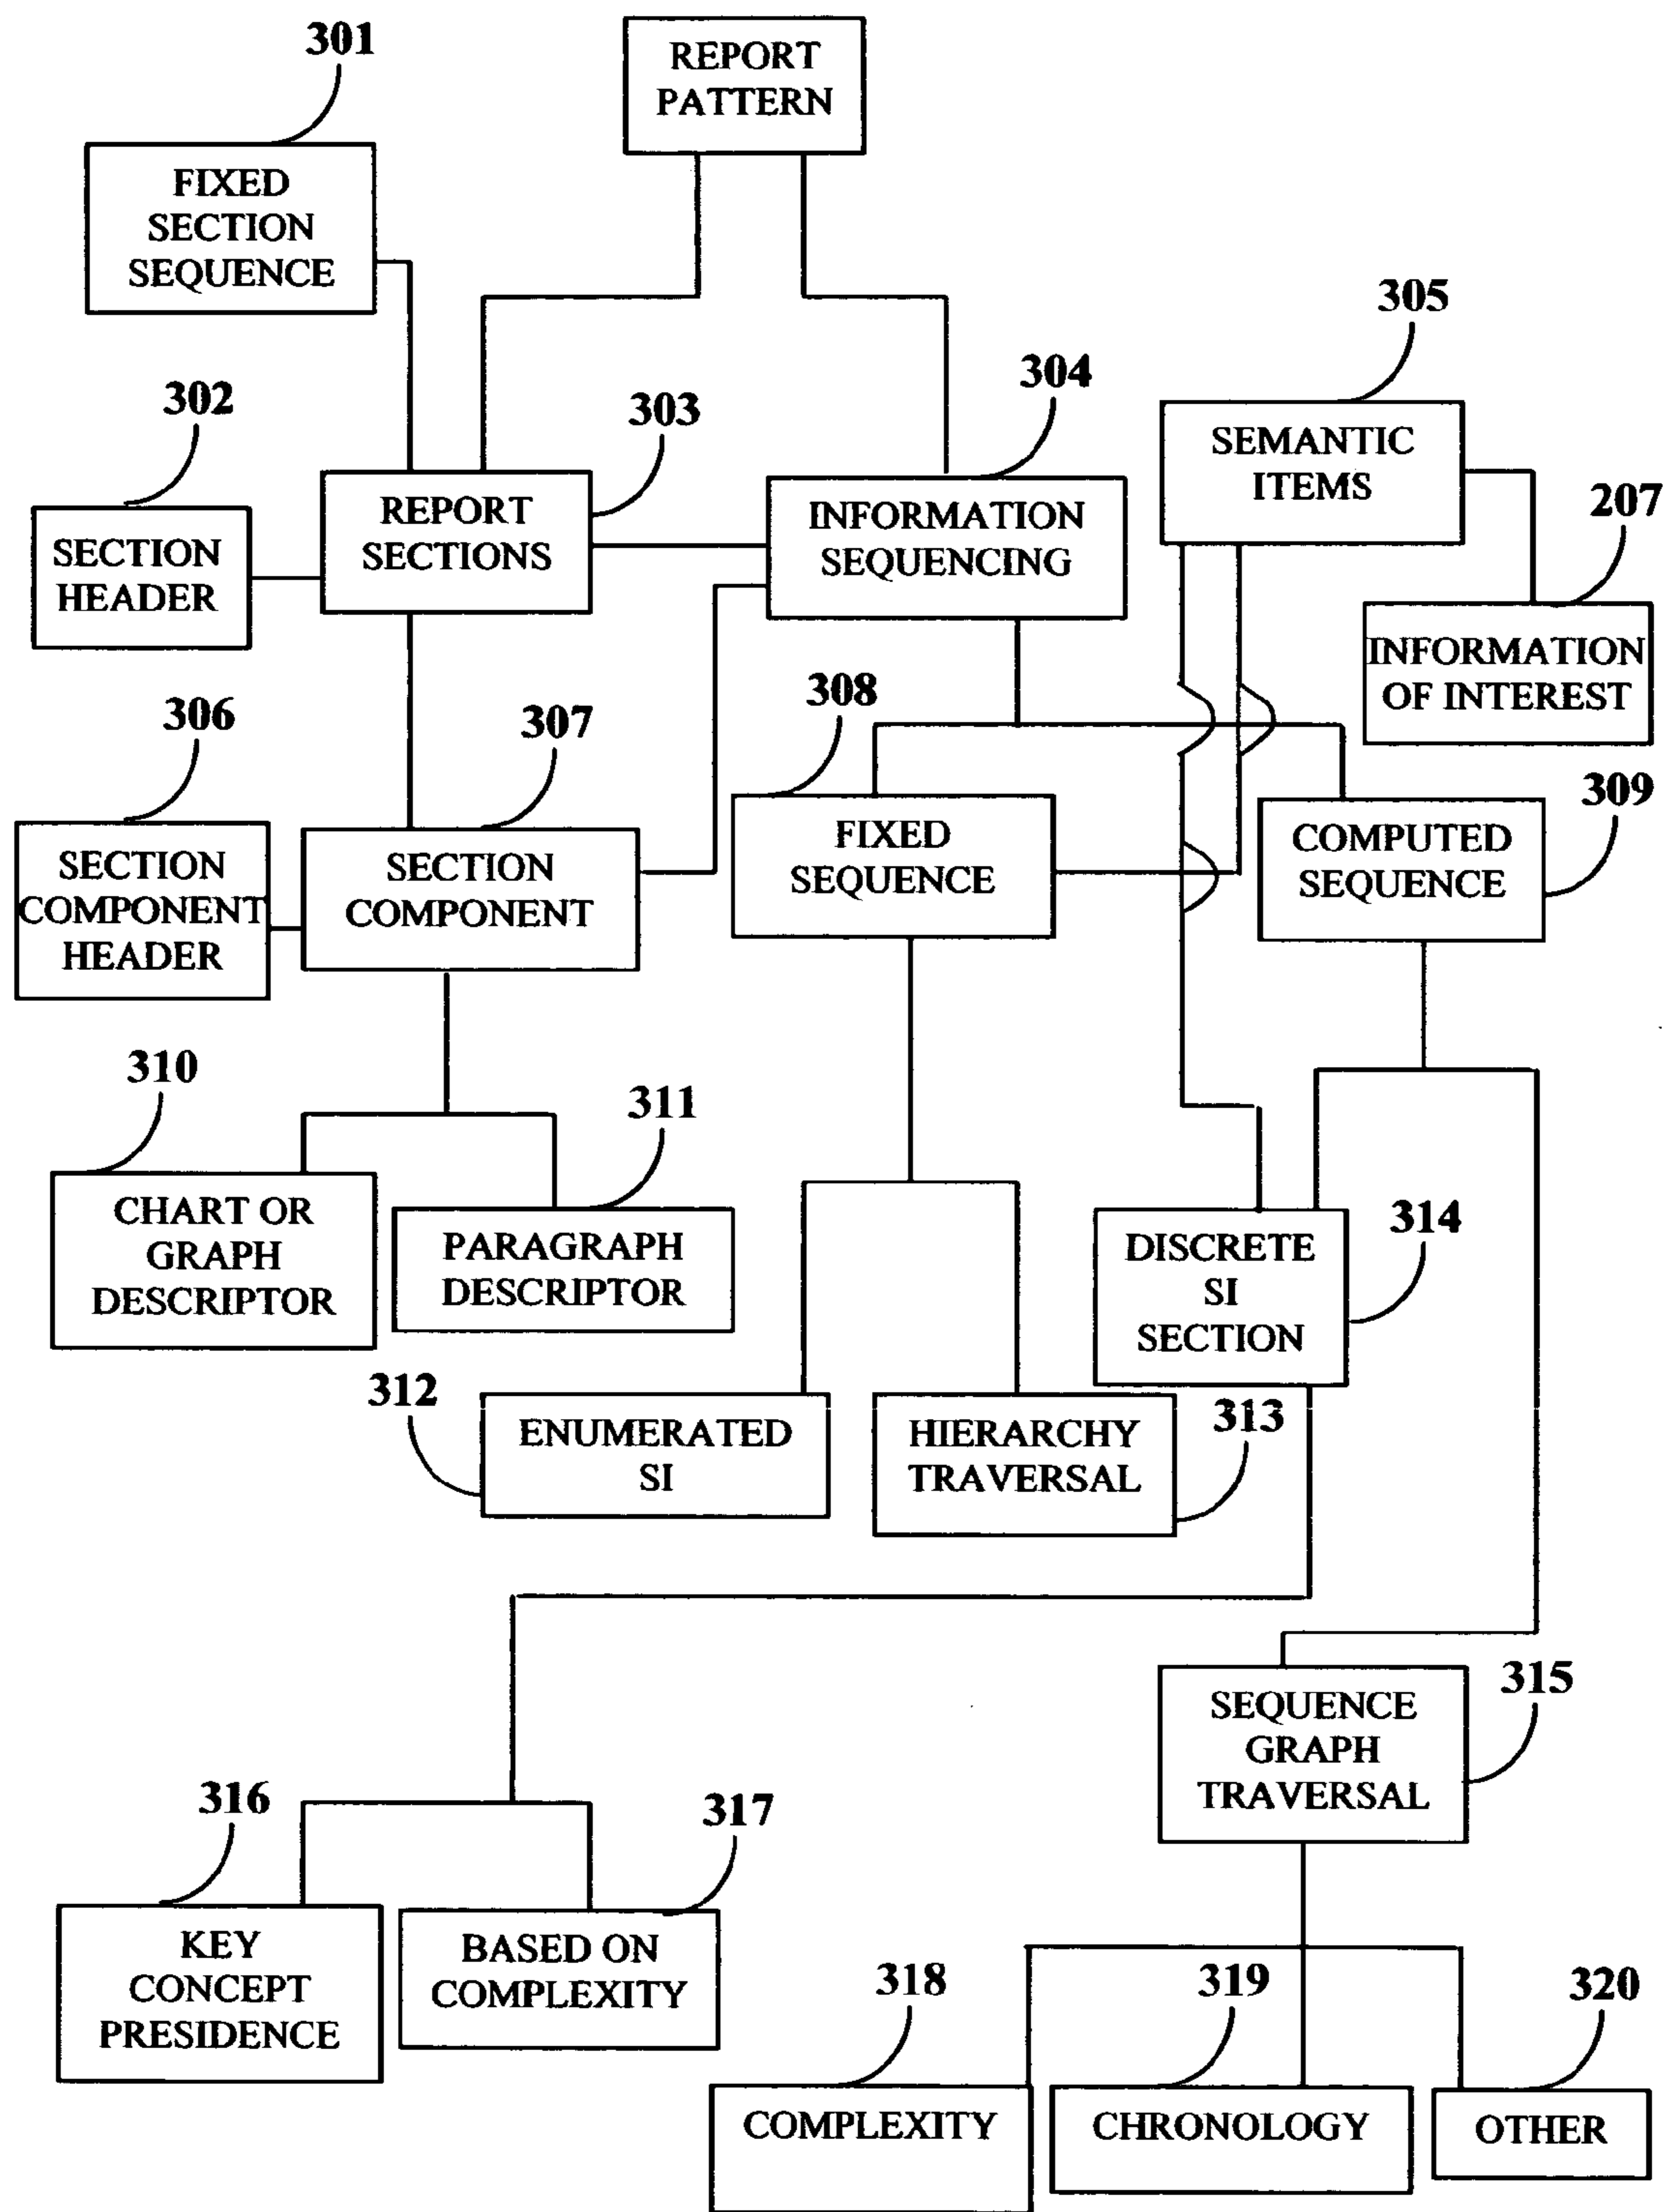 301
REPORT
PATTERN
FIXED
SECTION
SEQUENCE
305
304
302
303
SEMANTIC
ITEMS
207
REPORT
SECTIONS
INFORMATION
SEQUENCING
SECTION
HEADER
INFORMATION
OF INTEREST
308
306
307
309
FIXED
SEQUENCE
COMPUTED
SEQUENCE
SECTION
COMPONENT
HEADER
SECTION
COMPONENT
310
311
CHART OR
GRAPH
DESCRIPTOR
PARAGRAPH
DESCRIPTOR
314
DISCRETE
SI
SECTION
312
313
ENUMERATED
SI
HIERARCHY
TRAVERSAL
315
SEQUENCE
GRAPH
TRAVERSAL
316
317
KEY
CONCEPT
PRESIDENCE
BASED ON
COMPLEXITY
318
319
320
COMPLEXITY
CHRONOLOGY
OTHER